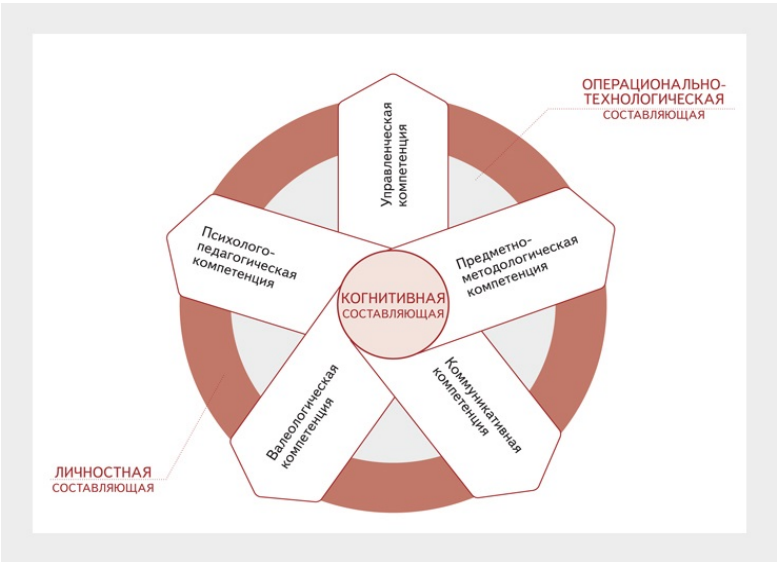 ОПЕРАЦИОНАЛЬНО-
ТЕХНОЛОГИЧЕСКАЯ
СОСТАВЛЯЮЩАЯ
Управленческая
компетенция
Психолого-
педагогическая
компетенция
Предметно-
методологическая
компетенция
КОГНИТИВНАЯ
СОСТАВЛЯЮЩАЯ
Валеологическая
компетенция
Коммуникативная
компетенция
ЛИЧНОСТНАЯ
СОСТАВЛЯЮЩАЯ